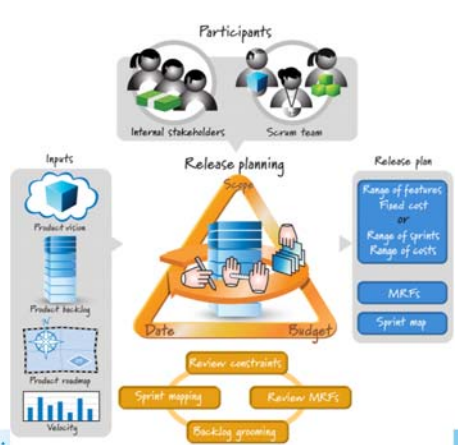 Participants
Internal stakeholders
Scrum team
Inputs
Release planning
Release plan
Scope
Product vision
Range of features
Fixed cost
or
Range of sprints
Range of costs
Product backlog
MRFs
Sprint map
N
Date
Budget
Product roadmap
Review constraints
Sprint mapping
Review MRFs
Velocity
Backlog grooming